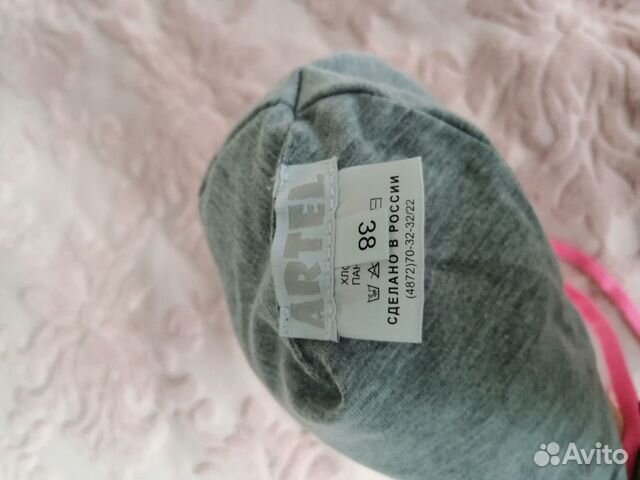 ARTEL
Б
38
СДЕЛАНО В РОССИИ
(4872)70-32-32/22
Avito